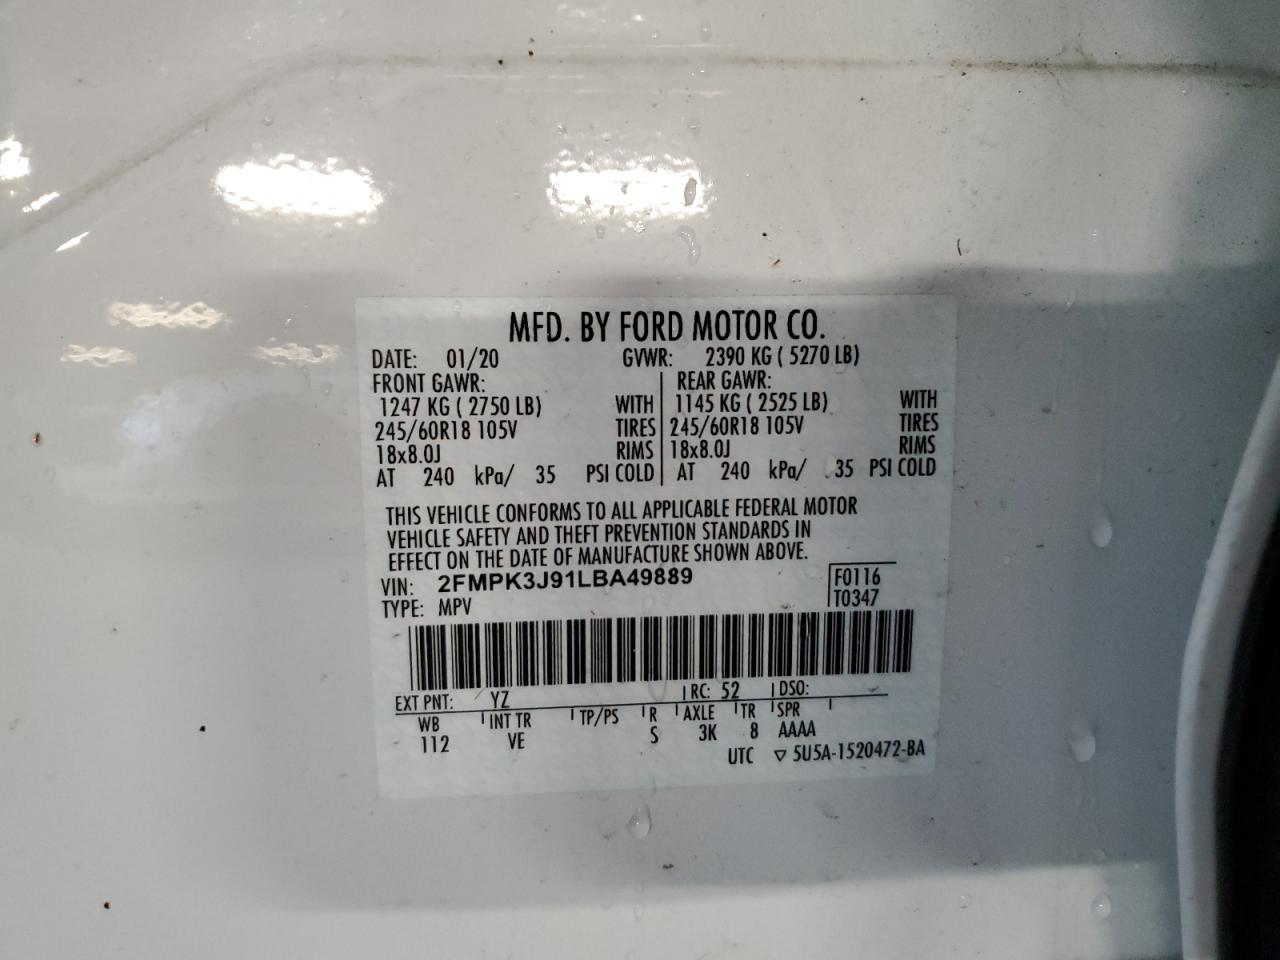 MFD. BY FORD MOTOR CO.
DATE: 01/20 GVWR: 2390 KG ( 5270 LB)
FRONT GAWR: REAR GAWR:
1247 KG ( 2750 LB) WITH 1145 KG ( 2525 LB) WITH
245/60R18 105V TIRES 245/60R18 105V TIRES
18x8.0J RIMS 18x8.0J RIMS
AT 240 kPa/ 35 PSI COLD AT 240 kPa/ 35 PSI COLD
THIS VEHICLE CONFORMS TO ALL APPLICABLE FEDERAL MOTOR
VEHICLE SAFETY AND THEFT PREVENTION STANDARDS IN
EFFECT ON THE DATE OF MANUFACTURE SHOWN ABOVE.
VIN: 2FMPK3J91LBA49889 F0116
TYPE: MPV T0347
EXT PNT: YZ RC: 52 DSO:
WB INT TR TP/PS R AXLE TR SPR
112 VE S 3K 8 AAAA
UTC ▽ 5U5A-1520472-BA